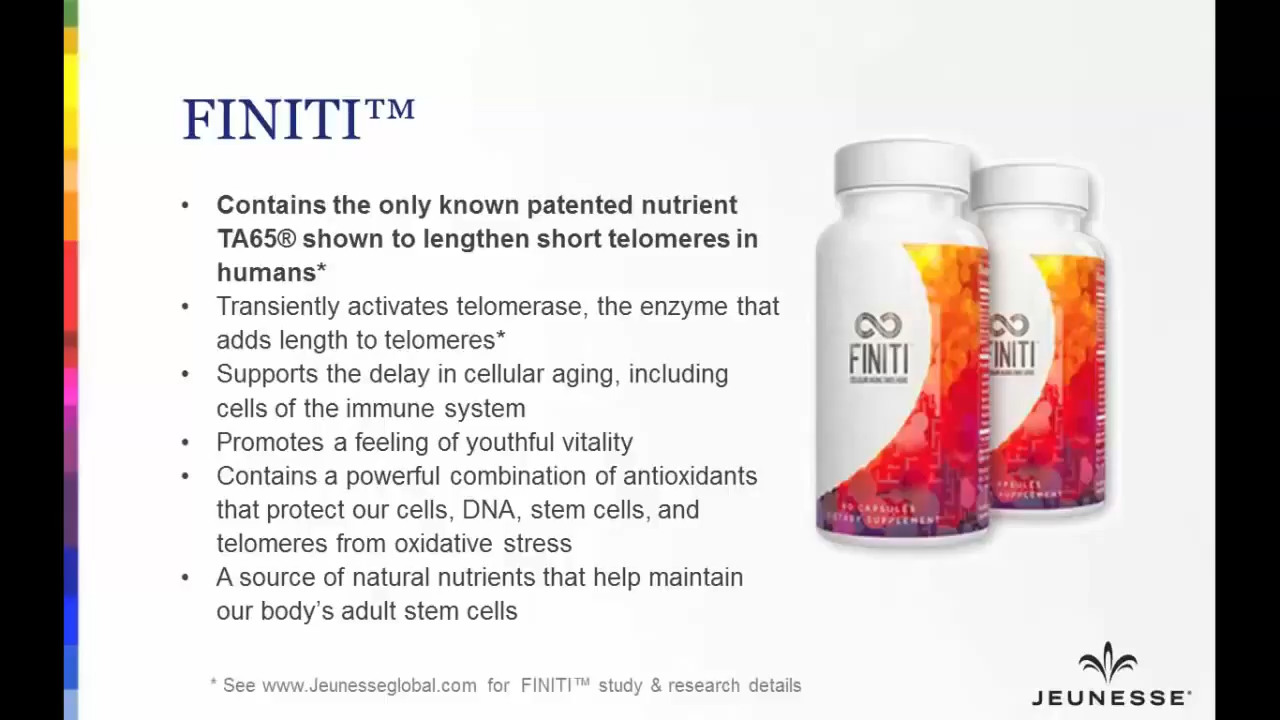 FINITI™
• Contains the only known patented nutrient
TA65® shown to lengthen short telomeres in
humans*
• Transiently activates telomerase, the enzyme that
adds length to telomeres*
• Supports the delay in cellular aging, including
cells of the immune system
• Promotes a feeling of youthful vitality
• Contains a powerful combination of antioxidants
that protect our cells, DNA, stem cells, and
telomeres from oxidative stress
• A source of natural nutrients that help maintain
our body’s adult stem cells
FINITI
60 CAPSULES
DIETARY SUPPLEMENT
FINITI
* See www.Jeunesseglobal.com for FINITI™ study & research details
JEUNESSE®